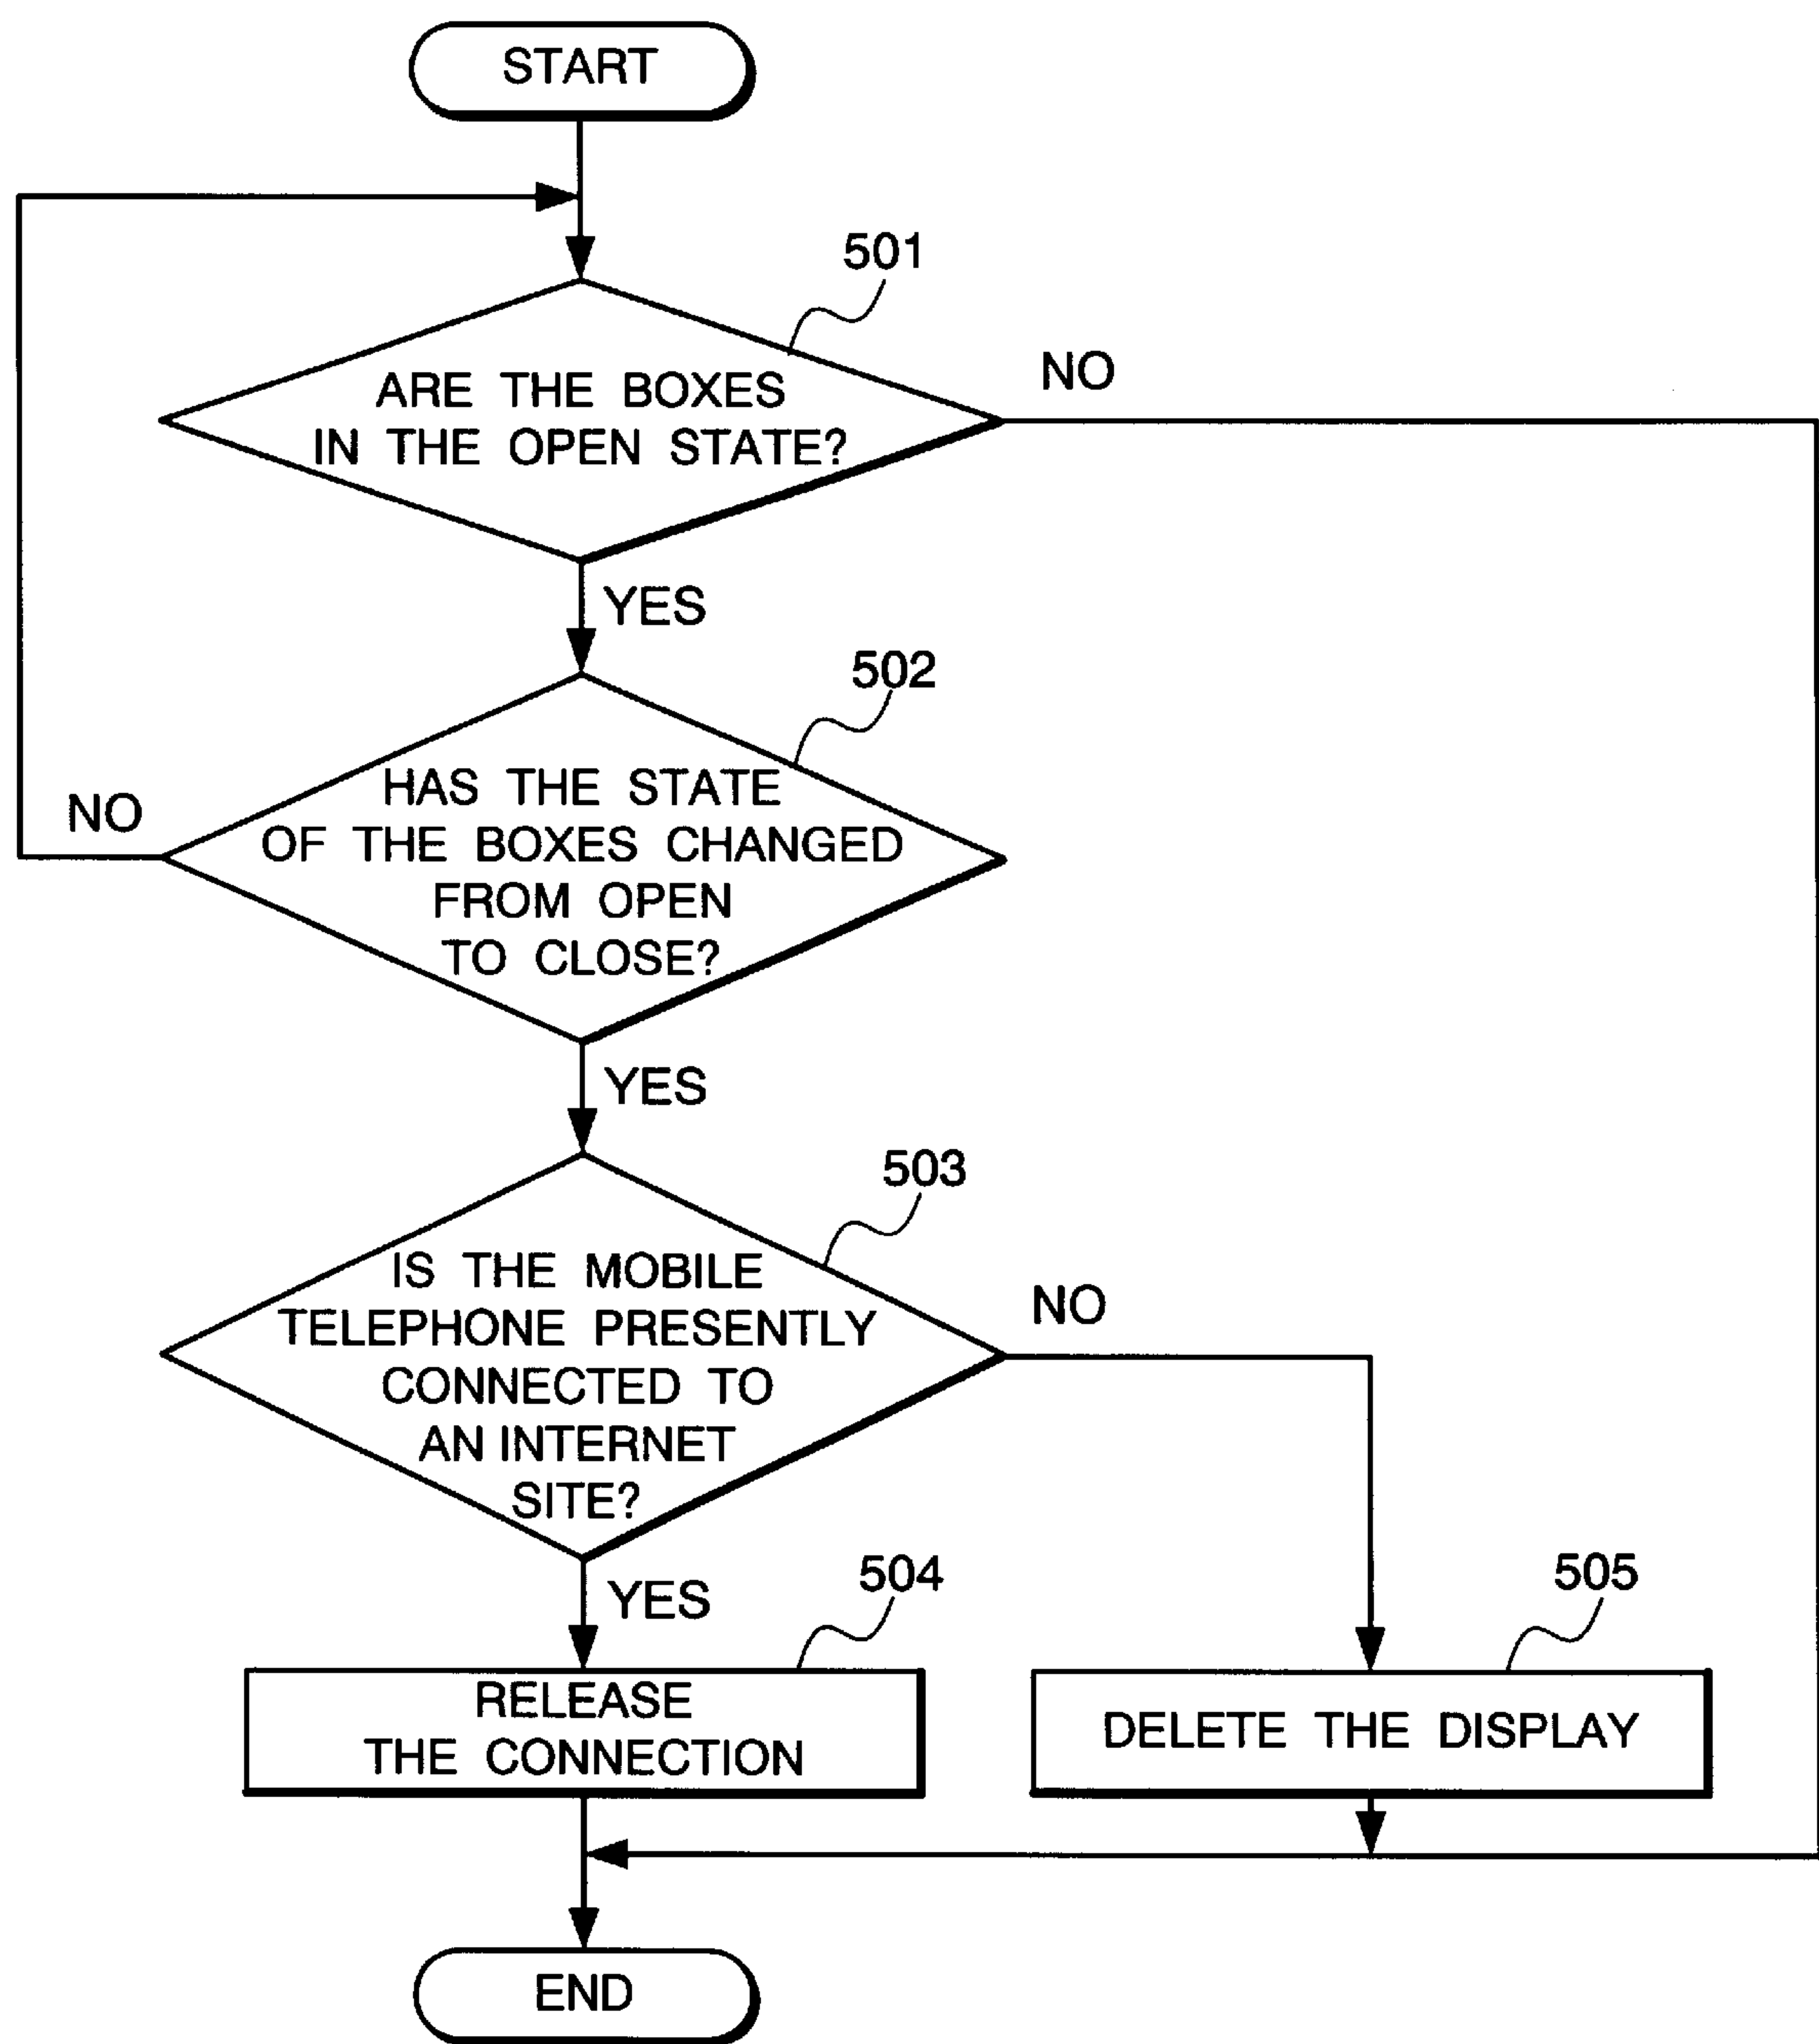 START
501
ARE THE BOXES
IN THE OPEN STATE?
NO
YES
502
HAS THE STATE
OF THE BOXES CHANGED
FROM OPEN
TO CLOSE?
NO
YES
503
IS THE MOBILE
TELEPHONE PRESENTLY
CONNECTED TO
AN INTERNET
SITE?
NO
YES
504
RELEASE
THE CONNECTION
505
DELETE THE DISPLAY
END